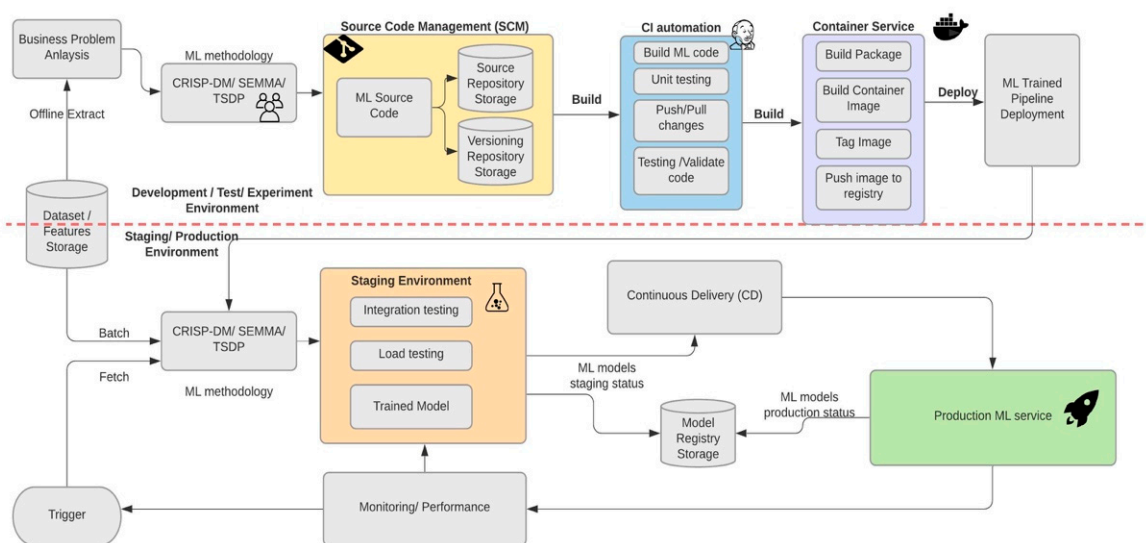 Business Problem
Anlaysis
ML methodology
CRISP-DM/ SEMMA/
TSDP
Offline Extract
Dataset /
Features
Storage
Source Code Management (SCM)
ML Source
Code
Source
Repository
Storage
Versioning
Repository
Storage
Build
CI automation
Build ML code
Unit testing
Push/Pull
changes
Testing /Validate
code
Build
Container Service
Build Package
Build Container
Image
Tag Image
Push image to
registry
Deploy
ML Trained
Pipeline
Deployment
Development / Test/ Experiment
Environment
Staging/ Production
Environment
Batch
Fetch
CRISP-DM/ SEMMA/
TSDP
ML methodology
Staging Environment
Integration testing
Load testing
Trained Model
Continuous Delivery (CD)
ML models
staging status
Model
Registry
Storage
ML models
production status
Production ML service
Monitoring/ Performance
Trigger